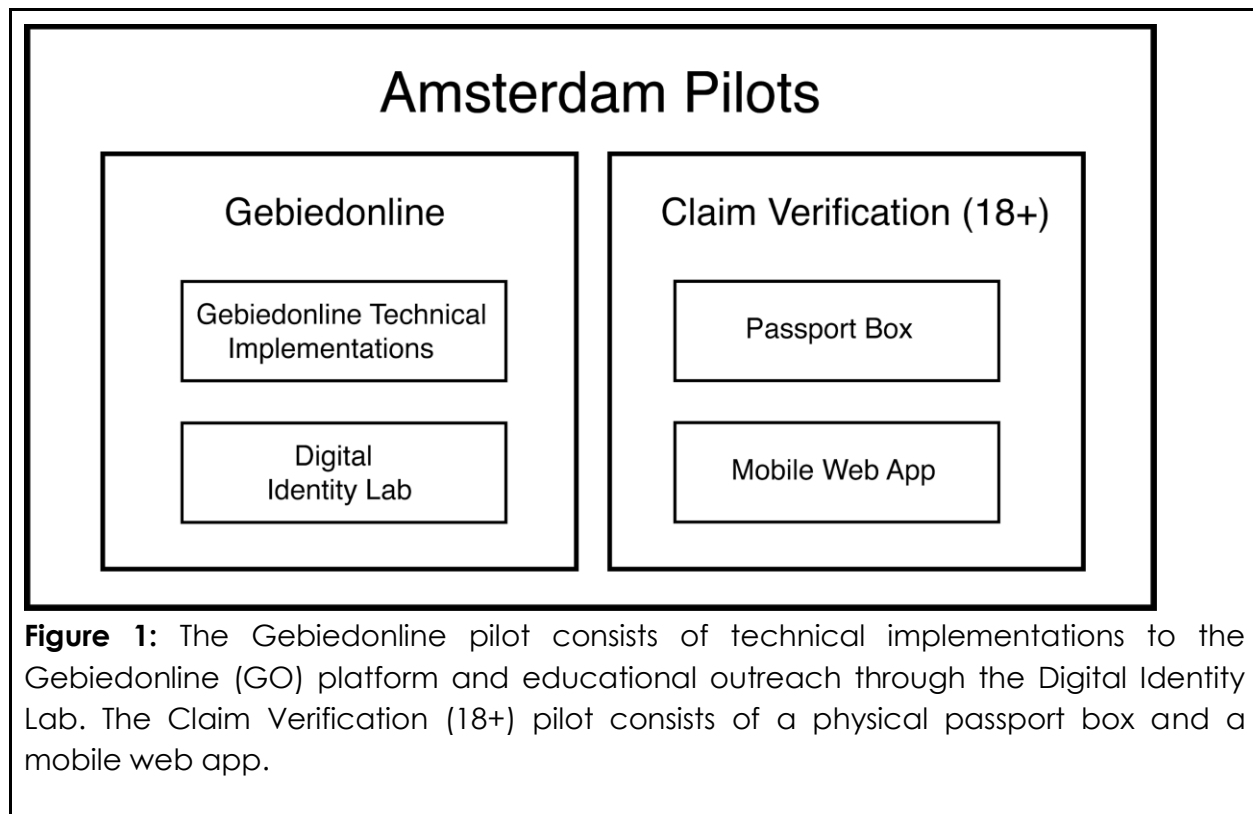 Amsterdam Pilots
Gebiedonline
Gebiedonline Technical
Implementations
Digital
Identity Lab
Claim Verification (18+)
Passport Box
Mobile Web App
Figure 1: The Gebiedonline pilot consists of technical implementations to the
Gebiedonline (GO) platform and educational outreach through the Digital Identity
Lab. The Claim Verification (18+) pilot consists of a physical passport box and a
mobile web app.